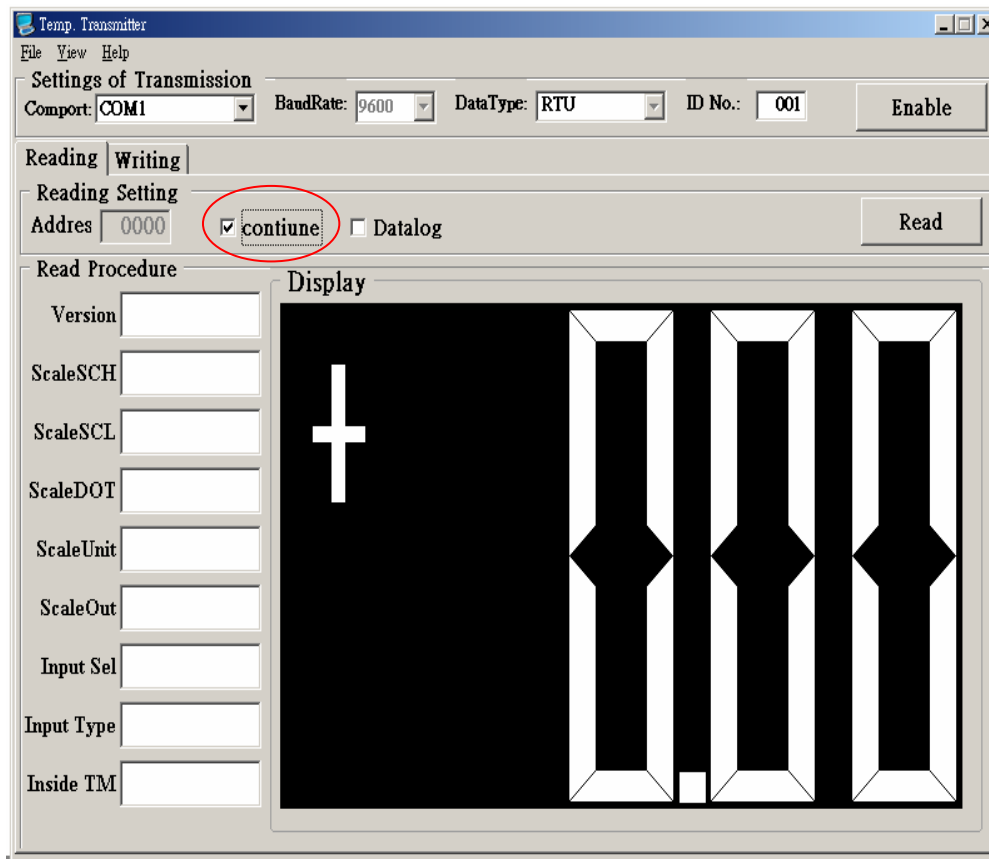 Temp. Transmitter
File View Help
Settings of Transmission
Comport: COM1 BaudRate: 9600 DataType: RTU ID No.: 001 Enable
Reading Writing
Reading Setting
Addres 0000 contiune Datalog Read
Read Procedure
Display
Version
ScaleSCH
ScaleSCL
ScaleDOT
ScaleUnit
ScaleOut
Input Sel
Input Type
Inside TM
+0.00